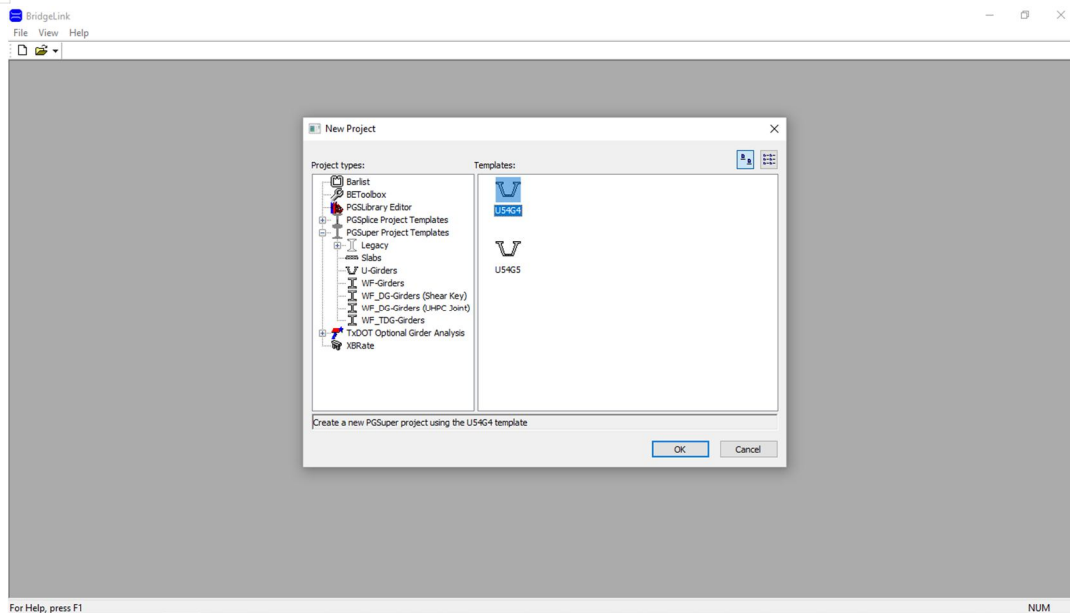 BridgeLink
File View Help
New Project
Project types:
Templates:
Barlist
BEToolbox
PGSLibrary Editor
PGSplice Project Templates
PGSuper Project Templates
Legacy
Slabs
U-Girders
WF-Girders
WF_DG-Girders (Shear Key)
WF_DG-Girders (UHPC Joint)
WF_TDG-Girders
TxDOT Optional Girder Analysis
XBRate
U54G4
U54G5
Create a new PGSuper project using the U54G4 template
OK
Cancel
For Help, press F1
NUM